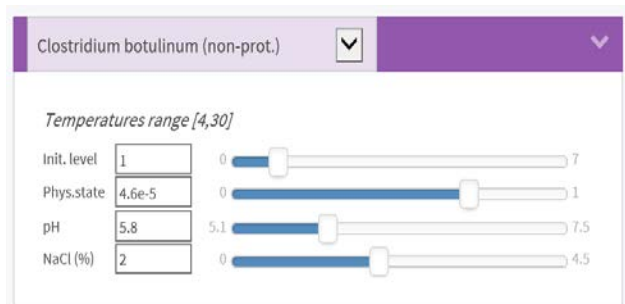 Clostridium botulinum (non-prot.)
Temperatures range [4,30]
Init. level 1 0 7
Phys.state 4.6e-5 0 1
pH 5.8 5.1 7.5
NaCl (%) 2 0 4.5